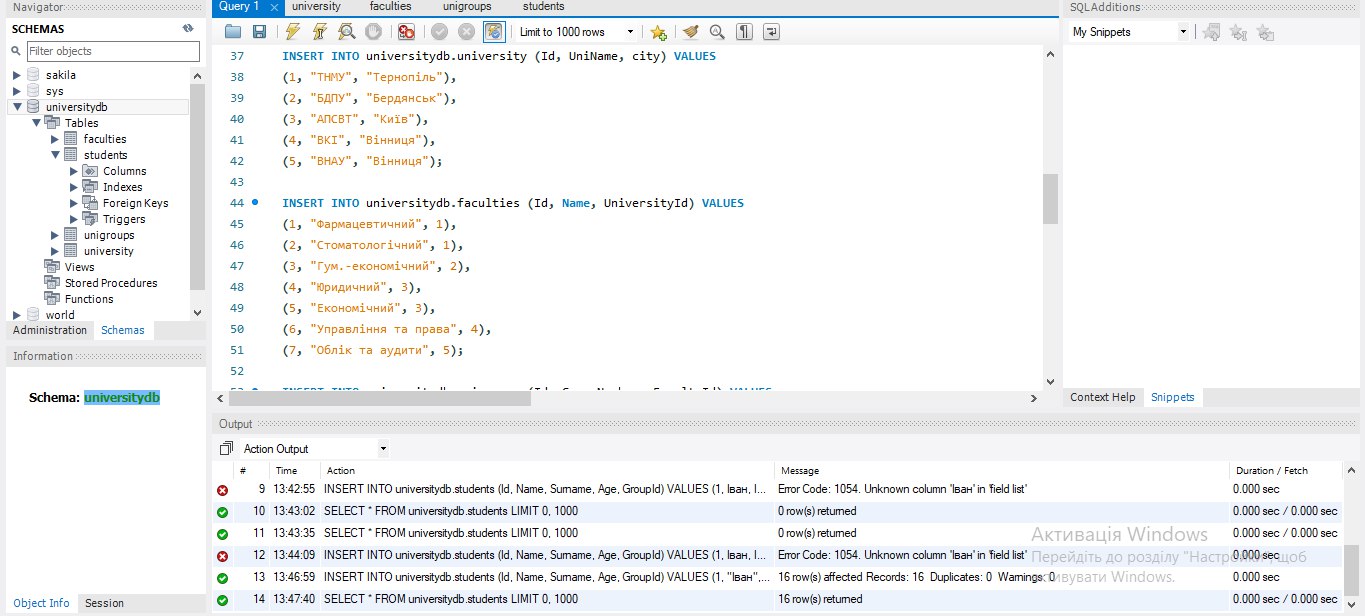 Navigator
SCHEMAS
Filter objects
sakila
sys
universitydb
Tables
faculties
students
Columns
Indexes
Foreign Keys
Triggers
unigroups
university
Views
Stored Procedures
Functions
world
Administration Schemas
Information
Schema: universitydb
Object Info Session
Query 1 university faculties unigroups students
Limit to 1000 rows
37 INSERT INTO universitydb.university (Id, UniName, city) VALUES
38 (1, "ТНМУ", "Тернопіль"),
39 (2, "БДПУ", "Бердянськ"),
40 (3, "АПСВТ", "Київ"),
41 (4, "ВКІ", "Вінниця"),
42 (5, "ВНАУ", "Вінниця");
43
44 INSERT INTO universitydb.faculties (Id, Name, UniversityId) VALUES
45 (1, "Фармацевтичний", 1),
46 (2, "Стоматологічний", 1),
47 (3, "Гум.-економічний", 2),
48 (4, "Юридичний", 3),
49 (5, "Економічний", 3),
50 (6, "Управління та права", 4),
51 (7, "Облік та аудити", 5);
52
Output
Action Output
# Time Action Message Duration / Fetch
9 13:42:55 INSERT INTO universitydb.students (Id, Name, Surname, Age, GroupId) VALUES (1, Іван, І... Error Code: 1054. Unknown column 'Іван' in 'field list' 0.000 sec
10 13:43:02 SELECT * FROM universitydb.students LIMIT 0, 1000 0 row(s) returned 0.000 sec / 0.000 sec
11 13:43:35 SELECT * FROM universitydb.students LIMIT 0, 1000 0 row(s) returned 0.000 sec / 0.000 sec
12 13:44:09 INSERT INTO universitydb.students (Id, Name, Surname, Age, GroupId) VALUES (1, Іван, І... Error Code: 1054. Unknown column 'Іван' in 'field list' 0.000 sec
13 13:46:59 INSERT INTO universitydb.students (Id, Name, Surname, Age, GroupId) VALUES (1, "Іван",... 16 row(s) affected Records: 16 Duplicates: 0 Warnings: 0 0.000 sec
14 13:47:40 SELECT * FROM universitydb.students LIMIT 0, 1000 16 row(s) returned 0.000 sec / 0.000 sec
SQLAdditions
My Snippets
Context Help Snippets
Активація Windows
Перейдіть до розділу "Настройки", щоб
активувати Windows.